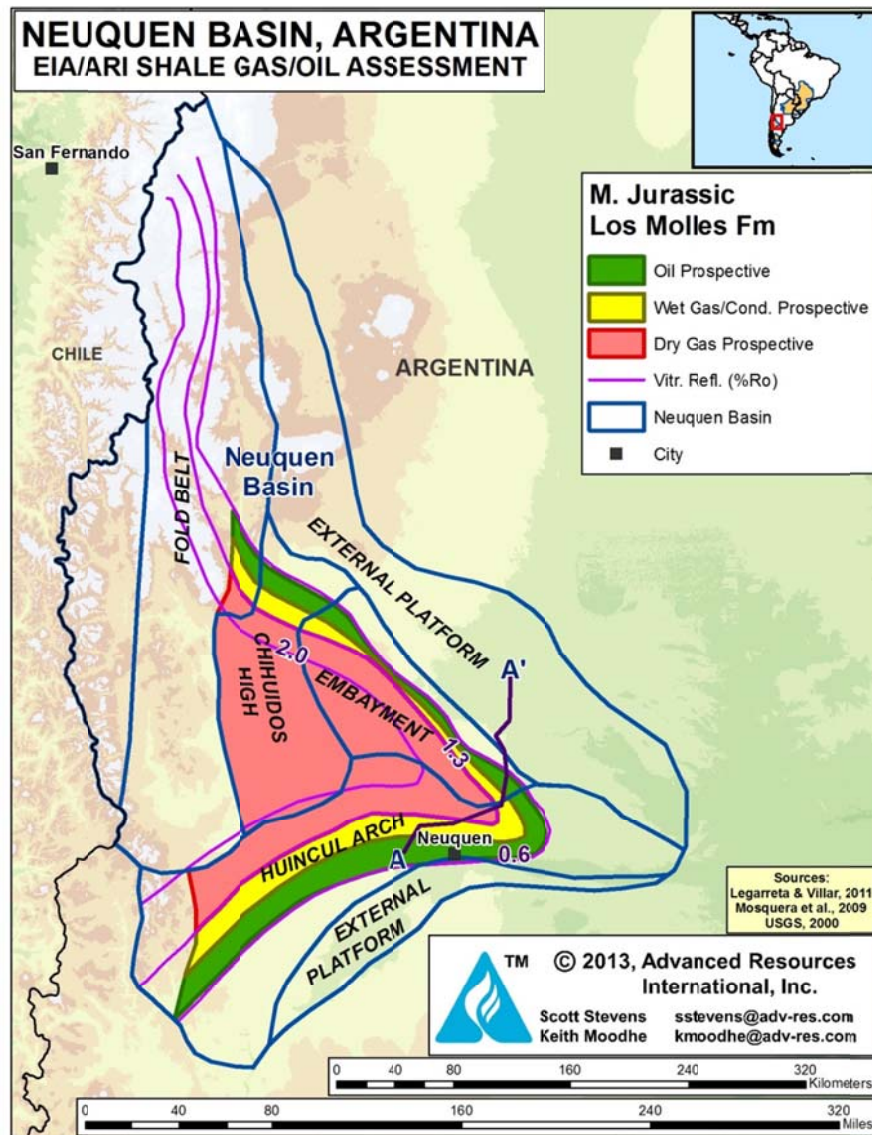 NEUQUEN BASIN, ARGENTINA
EIA/ARI SHALE GAS/OIL ASSESSMENT
San Fernando
M. Jurassic
Los Molles Fm
Oil Prospective
Wet Gas/Cond. Prospective
Dry Gas Prospective
Vitr. Refl. (%Ro)
Neuquen Basin
City
CHILE
ARGENTINA
Neuquen
Basin
FOLD BELT
EXTERNAL PLATFORM
CHIHUIDOS
HIGH
2.0
EMBAYMENT
A'
1.3
HUINCUL ARCH
Neuquen
A
0.6
EXTERNAL
PLATFORM
Sources:
Legarreta & Villar, 2011
Mosquera et al., 2009
USGS, 2000
TM
© 2013, Advanced Resources
International, Inc.
Scott Stevens sstevens@adv-res.com
Keith Moodhe kmoodhe@adv-res.com
0 40 80 160 240 320
Kilometers
0 40 80 160 240 320
Miles